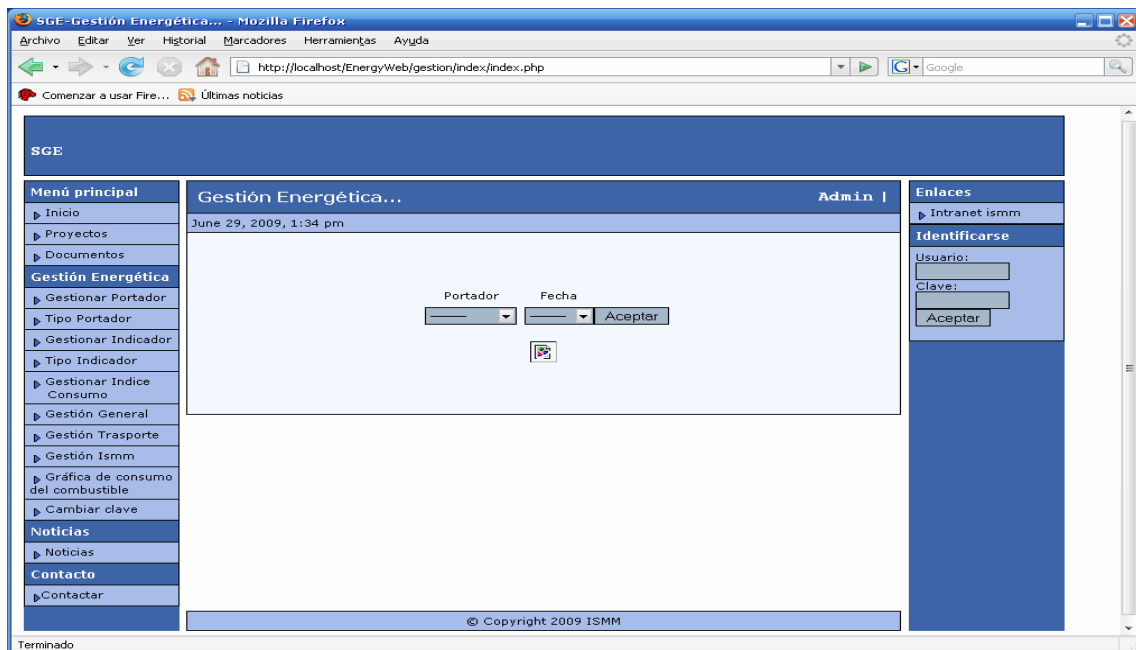 SGE-Gestión Energética... - Mozilla Firefox
Archivo Editar Ver Historial Marcadores Herramientas Ayuda
http://localhost/EnergyWeb/gestion/index/index.php
G Google
Comenzar a usar Fire... Últimas noticias
SGE
Menú principal
Inicio
Proyectos
Documentos
Gestión Energética
Gestionar Portador
Tipo Portador
Gestionar Indicador
Tipo Indicador
Gestionar Indice
Consumo
Gestión General
Gestión Trasporte
Gestión Ismm
Gráfica de consumo
del combustible
Cambiar clave
Noticias
Noticias
Contacto
Contactar
Gestión Energética... Admin |
June 29, 2009, 1:34 pm
Portador Fecha
Aceptar
© Copyright 2009 ISMM
Enlaces
Intranet ismm
Identificarse
Usuario:
Clave:
Aceptar
Terminado